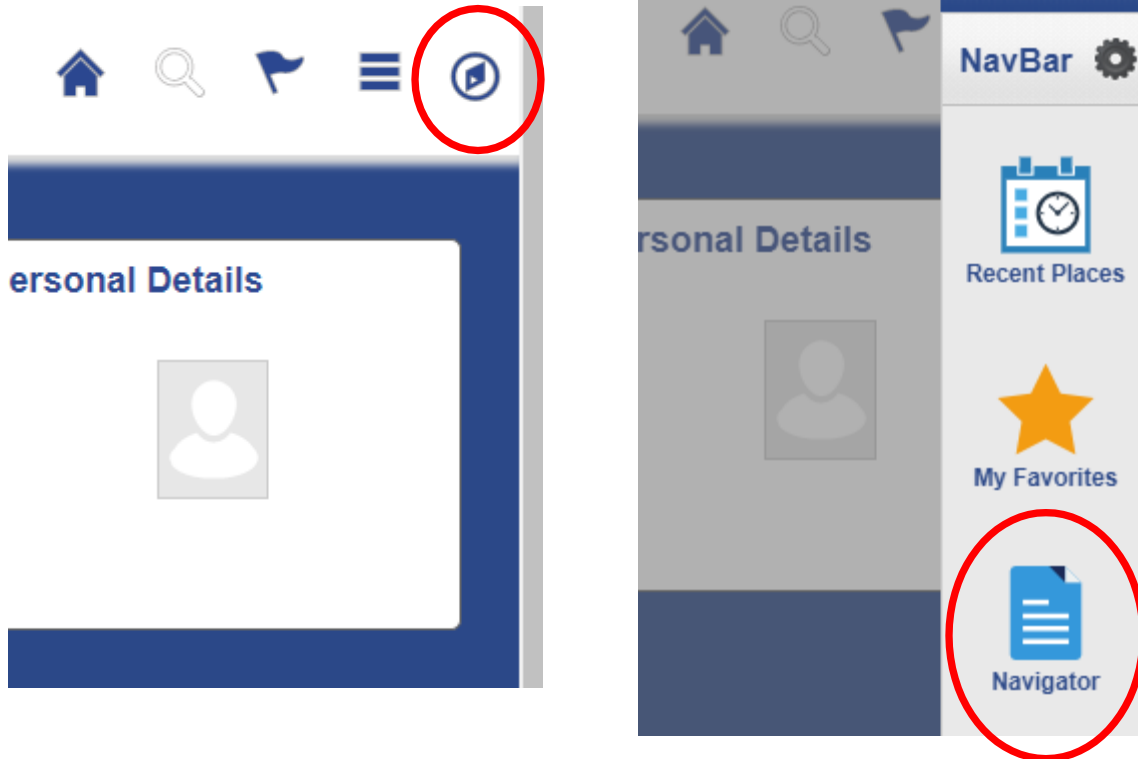 ersonal Details
NavBar
rsonal Details
Recent Places
My Favorites
Navigator